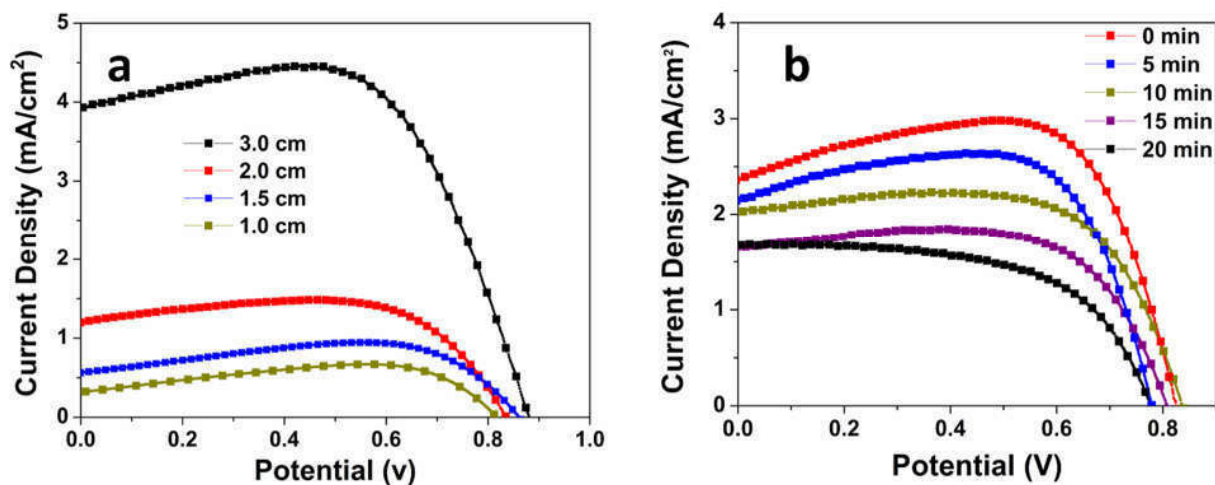 a
Current Density (mA/cm²)
5
4
3
2
1
0
3.0 cm
2.0 cm
1.5 cm
1.0 cm
0.0 0.2 0.4 0.6 0.8 1.0
Potential (v)
b
Current Density (mA/cm²)
4
3
2
1
0
0 min
5 min
10 min
15 min
20 min
0.0 0.2 0.4 0.6 0.8
Potential (V)